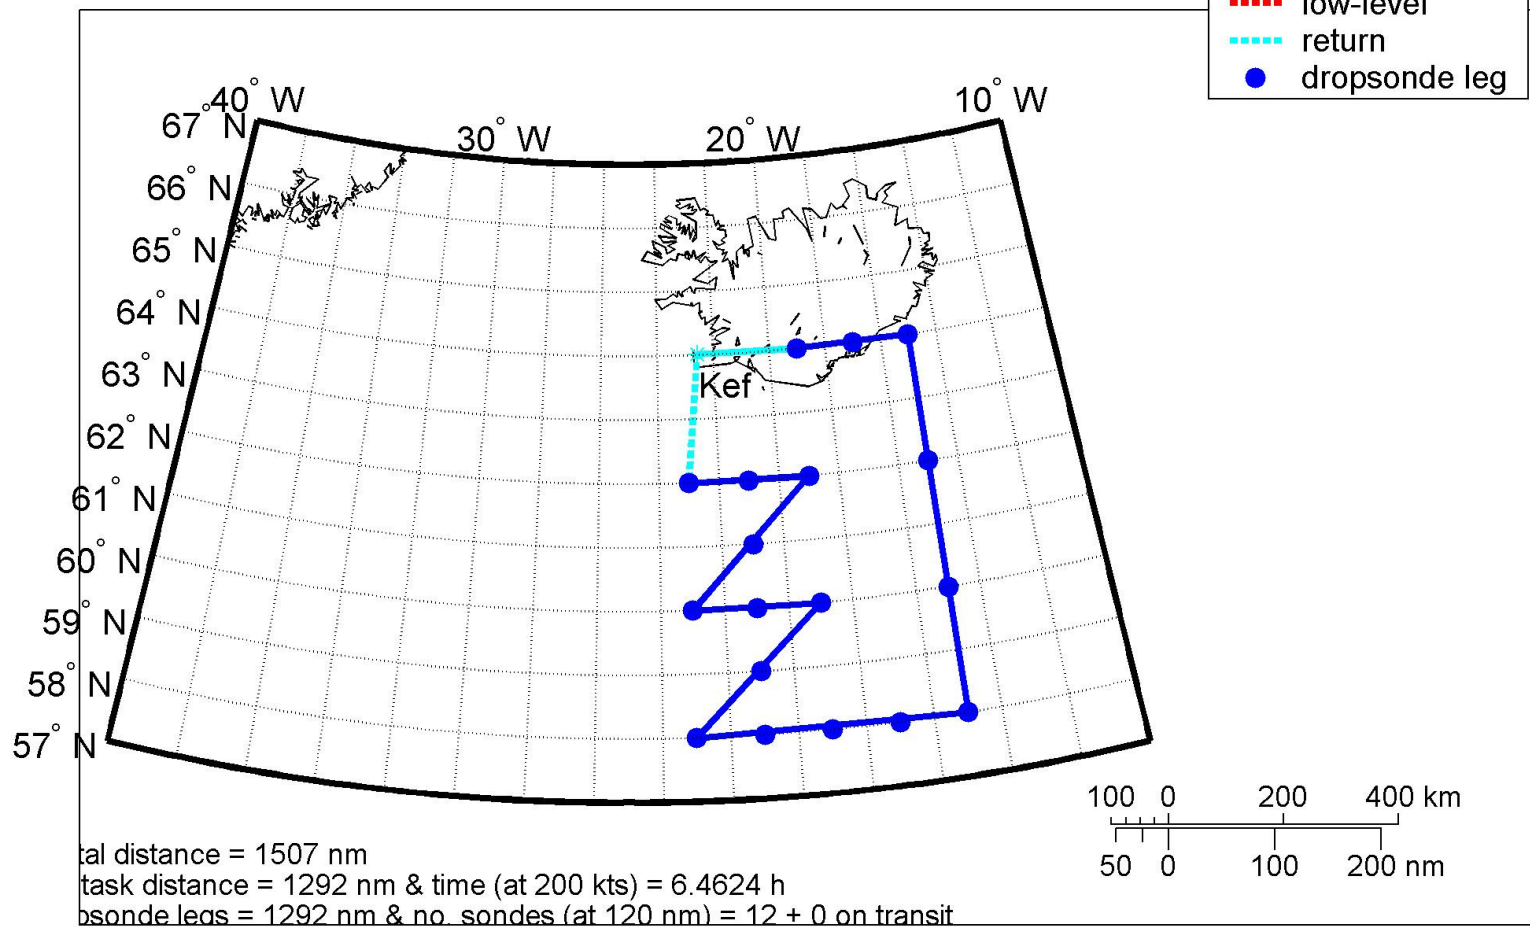 low-level
return
dropsonde leg
40° W
10° W
67° N
30° W
20° W
66° N
65° N
64° N
63° N
Kef
62° N
61° N
60° N
59° N
58° N
57° N
100 0 200 400 km
50 0 100 200 nm
tal distance = 1507 nm
task distance = 1292 nm & time (at 200 kts) = 6.4624 h
osonde legs = 1292 nm & no. sondes (at 120 nm) = 12 + 0 on transit